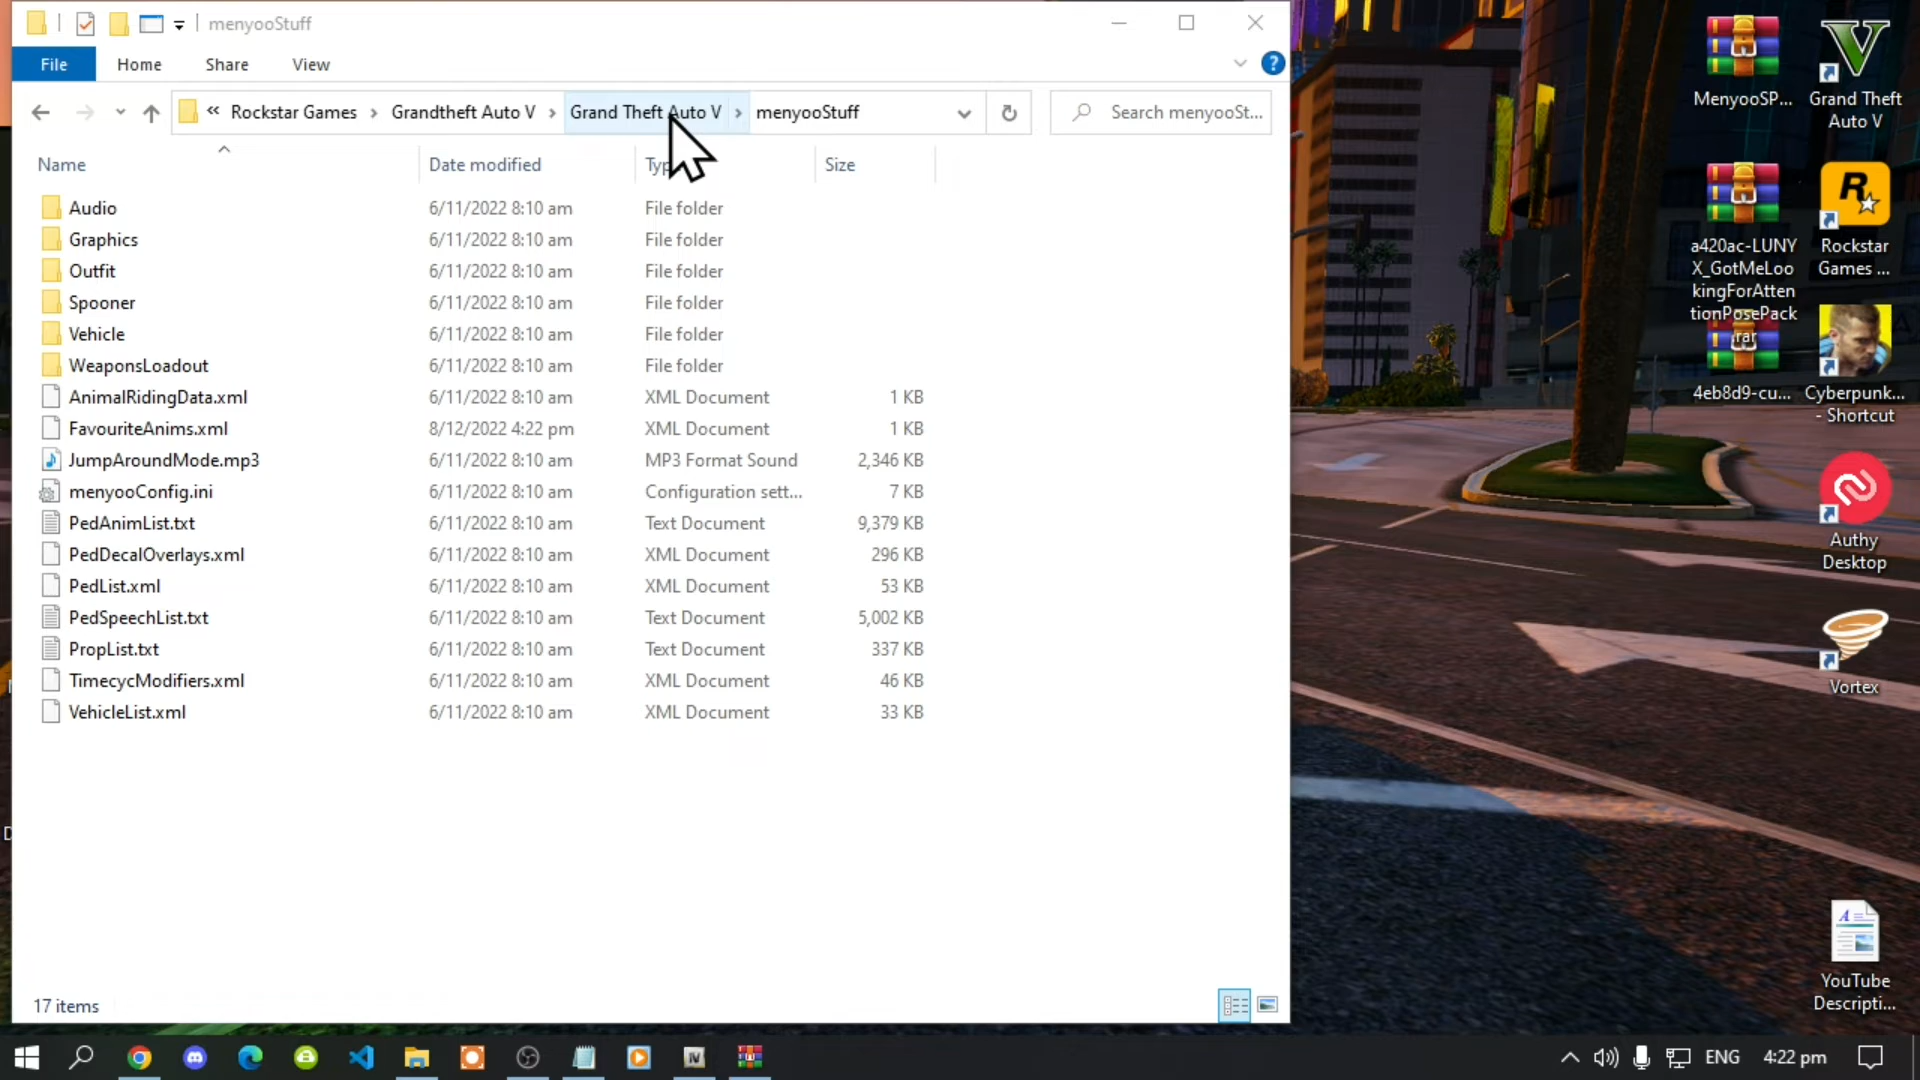 menyooStuff
File
Home
Share
View
?
« Rockstar Games › Grandtheft Auto V › Grand Theft Auto V › menyooStuff
Search menyooSt...
Name
Date modified
Size
Audio 6/11/2022 8:10 am File folder
Graphics 6/11/2022 8:10 am File folder
Outfit 6/11/2022 8:10 am File folder
Spooner 6/11/2022 8:10 am File folder
Vehicle 6/11/2022 8:10 am File folder
WeaponsLoadout 6/11/2022 8:10 am File folder
AnimalRidingData.xml 6/11/2022 8:10 am XML Document 1 KB
FavouriteAnims.xml 8/12/2022 4:22 pm XML Document 1 KB
JumpAroundMode.mp3 6/11/2022 8:10 am MP3 Format Sound 2,346 KB
menyooConfig.ini 6/11/2022 8:10 am Configuration sett... 7 KB
PedAnimList.txt 6/11/2022 8:10 am Text Document 9,379 KB
PedDecalOverlays.xml 6/11/2022 8:10 am XML Document 296 KB
PedList.xml 6/11/2022 8:10 am XML Document 53 KB
PedSpeechList.txt 6/11/2022 8:10 am Text Document 5,002 KB
PropList.txt 6/11/2022 8:10 am Text Document 337 KB
TimecycModifiers.xml 6/11/2022 8:10 am XML Document 46 KB
VehicleList.xml 6/11/2022 8:10 am XML Document 33 KB
17 items
MenyooSP...
Grand Theft
Auto V
a420ac-LUNY
X_GotMeLoo
kingForAtten
tionPosePack
rar
Rockstar
Games ...
4eb8d9-cu...
Cyberpunk...
- Shortcut
Authy
Desktop
Vortex
YouTube
Descripti...
ENG
4:22 pm